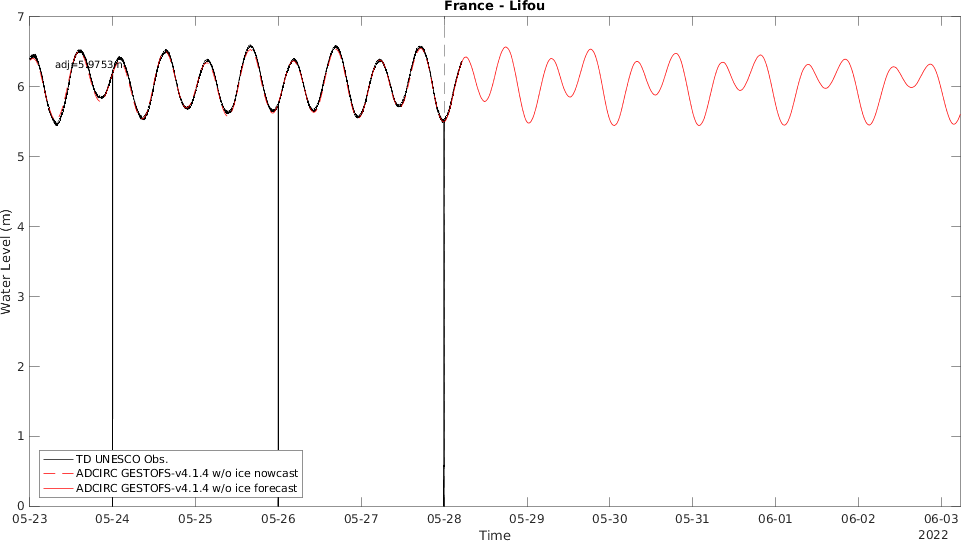 France - Lifou
7
6
5
4
3
2
1
0
Water Level (m)
adj=5.9753m
TD UNESCO Obs.
ADCIRC GESTOFS-v4.1.4 w/o ice nowcast
ADCIRC GESTOFS-v4.1.4 w/o ice forecast
05-23 05-24 05-25 05-26 05-27 05-28 05-29 05-30 05-31 06-01 06-02 06-03
Time
2022